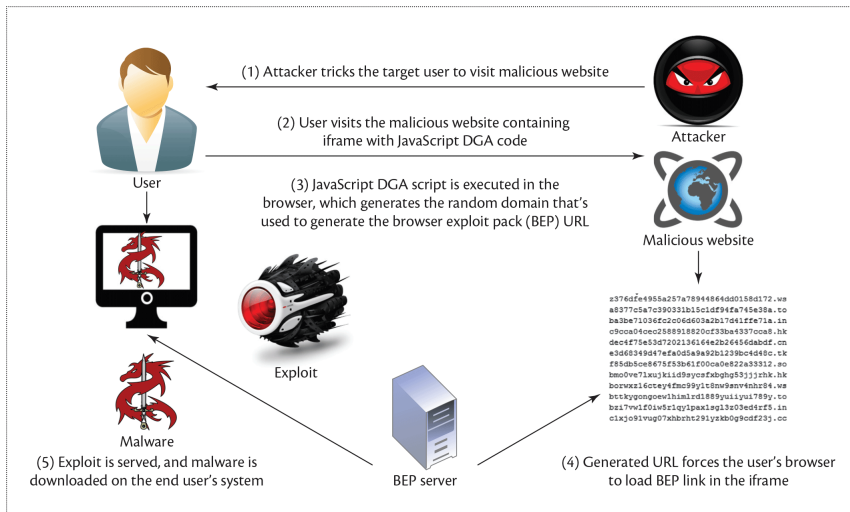 (1) Attacker tricks the target user to visit malicious website
(2) User visits the malicious website containing
iframe with JavaScript DGA code
Attacker
User
(3) JavaScript DGA script is executed in the
browser, which generates the random domain that's
used to generate the browser exploit pack (BEP) URL
Malicious website
z376dfe4955a257a78944864dd0158d172.ws
a8377c5a7c390331b15c1df94fa745e38a.to
ba3be71036fc2c06d603a2b17d41ffe71a.in
c9cca04cec2588918820cf33ba4337cca8.hk
dec4f75e53d7202136164e2b26456dabdf.cn
e3d68349d47efa0d5a9a92b1239bc4d48c.tk
f85db5ce8675f53b61f00ca0e822a33312.so
bmo0ve71xujkiid9sycsfxbghg53jjjrhk.hk
borwxz16ctey4fmc99y1t8nw9snv4nhr84.ws
bttkygongoew1himlrd1889yuiiyui789y.to
bzi7vw1f0iw5r1qy1pax1sg13z03ed4rf5.in
c1xjo91vug07xhbrht291yzkb0g9cdf23j.cc
Exploit
Malware
(5) Exploit is served, and malware is
downloaded on the end user's system
BEP server
(4) Generated URL forces the user's browser
to load BEP link in the iframe